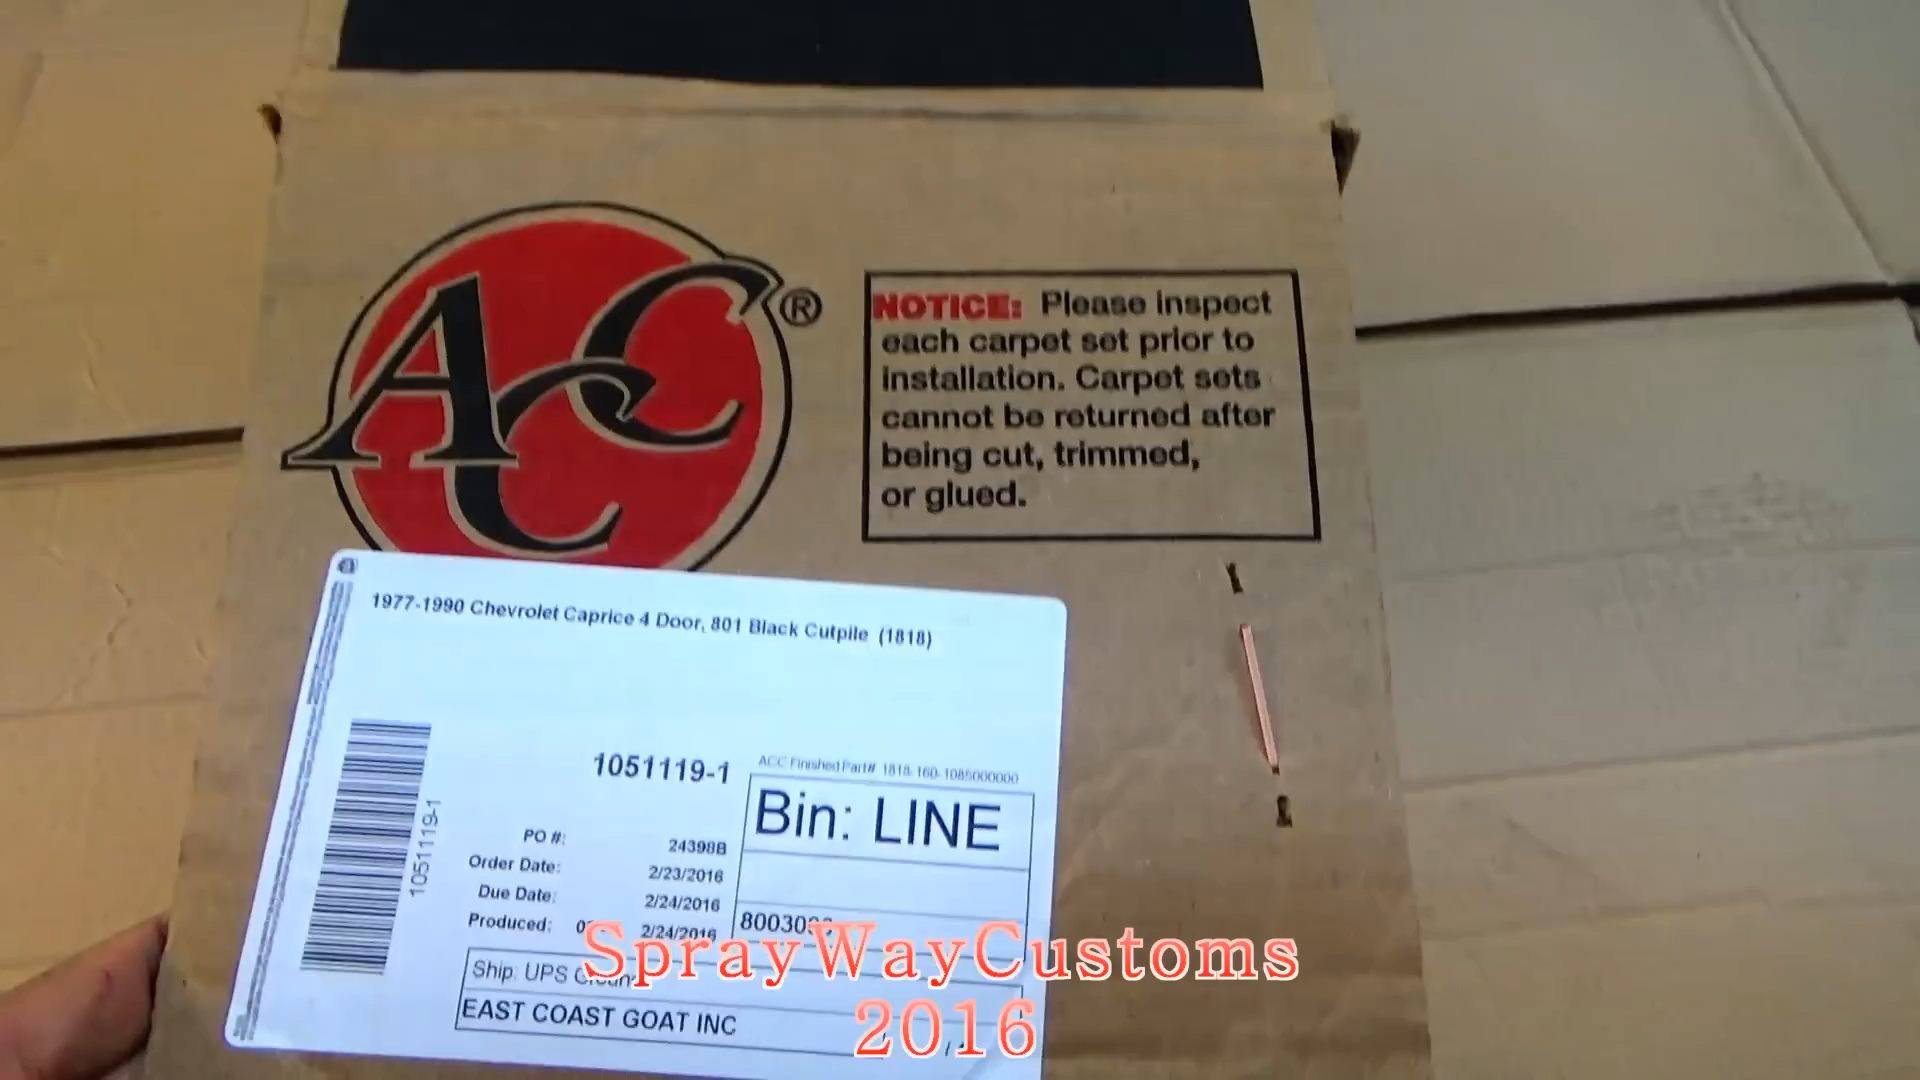 ACC®
NOTICE: Please inspect
each carpet set prior to
installation. Carpet sets
cannot be returned after
being cut, trimmed,
or glued.
1977-1990 Chevrolet Caprice 4 Door, 801 Black Cutpile (1818)
1051119-1
1051119-1
ACC Finished Part# 1818-160-1085000000
Bin: LINE
PO #: 24398B
Order Date: 2/23/2016
Due Date: 2/24/2016
Produced: 2/24/2016
Ship: UPS
EAST COAST GOAT INC
SprayWayCustoms
2016